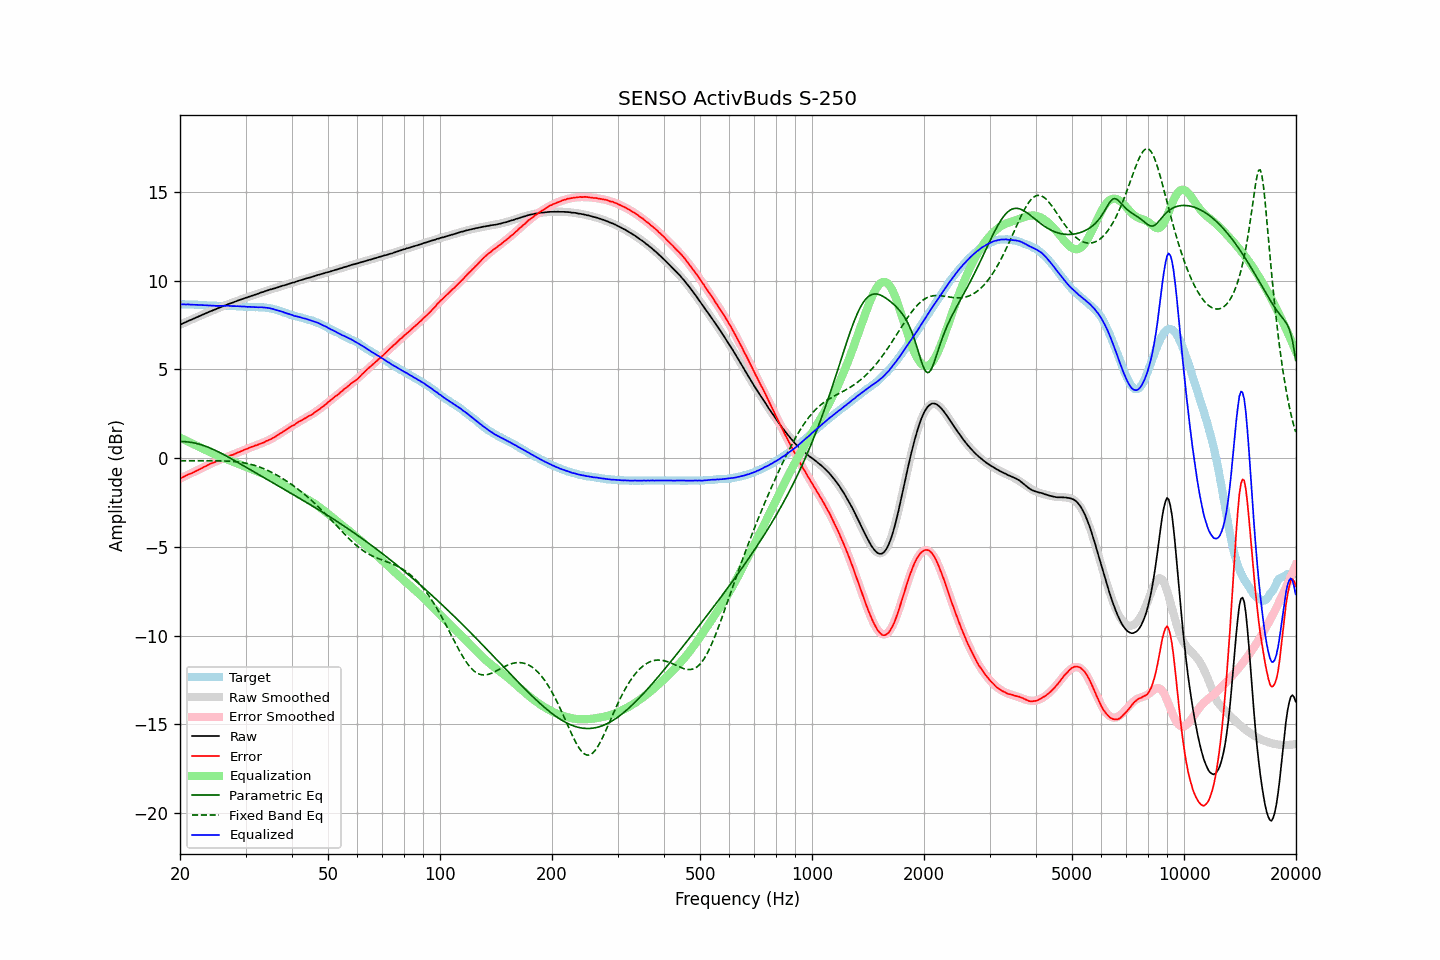 SENSO ActivBuds S-250
Amplitude (dBr)
15
10
5
0
−5
−10
−15
−20
Target
Raw Smoothed
Error Smoothed
Raw
Error
Equalization
Parametric Eq
Fixed Band Eq
Equalized
20
50
100
200
500
1000
2000
5000
10000
20000
Frequency (Hz)